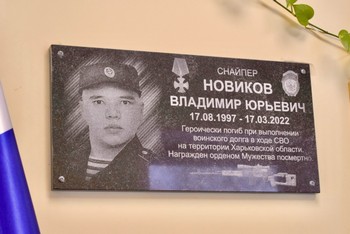 СНАЙПЕР
НОВИКОВ
ВЛАДИМИР ЮРЬЕВИЧ
17.08.1997 - 17.03.2022
Героически погиб при выполнении
воинского долга в ходе СВО
на территории Харьковской области.
Награжден орденом Мужества посмертно.